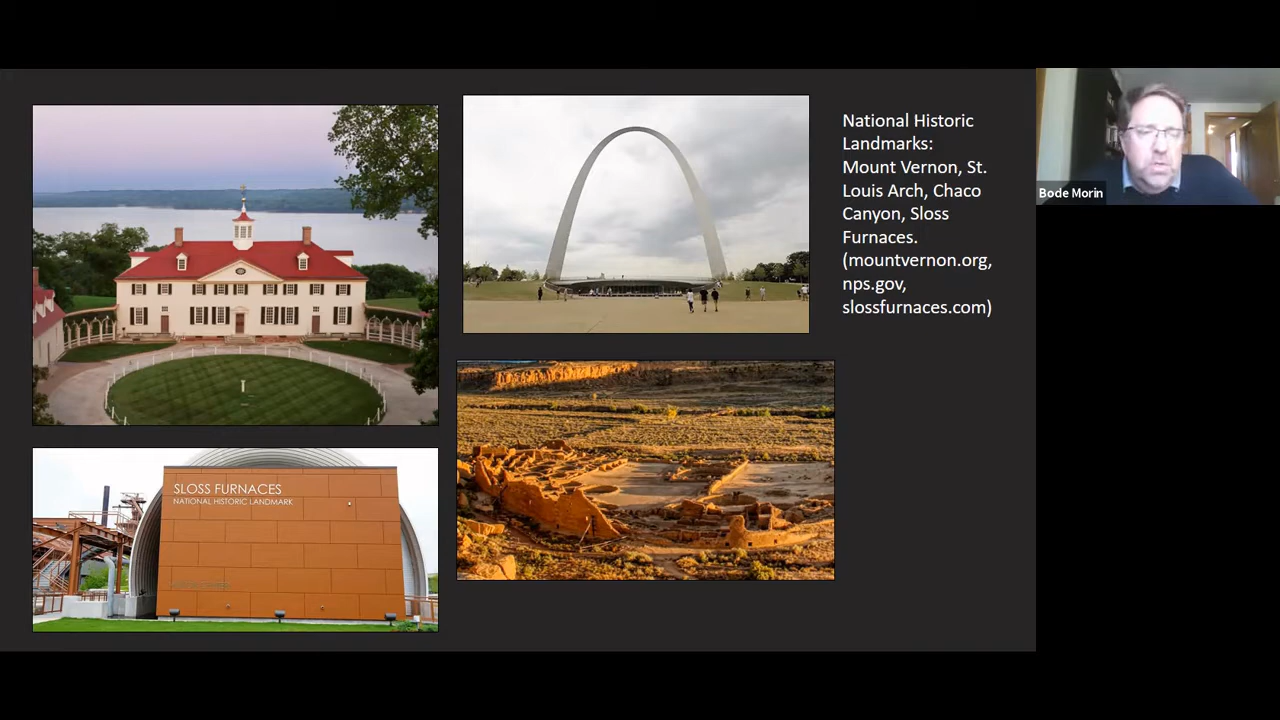 National Historic
Landmarks:
Mount Vernon, St.
Louis Arch, Chaco
Canyon, Sloss
Furnaces.
(mountvernon.org,
nps.gov,
slossfurnaces.com)
Bode Morin
SLOSS FURNACES
NATIONAL HISTORIC LANDMARK